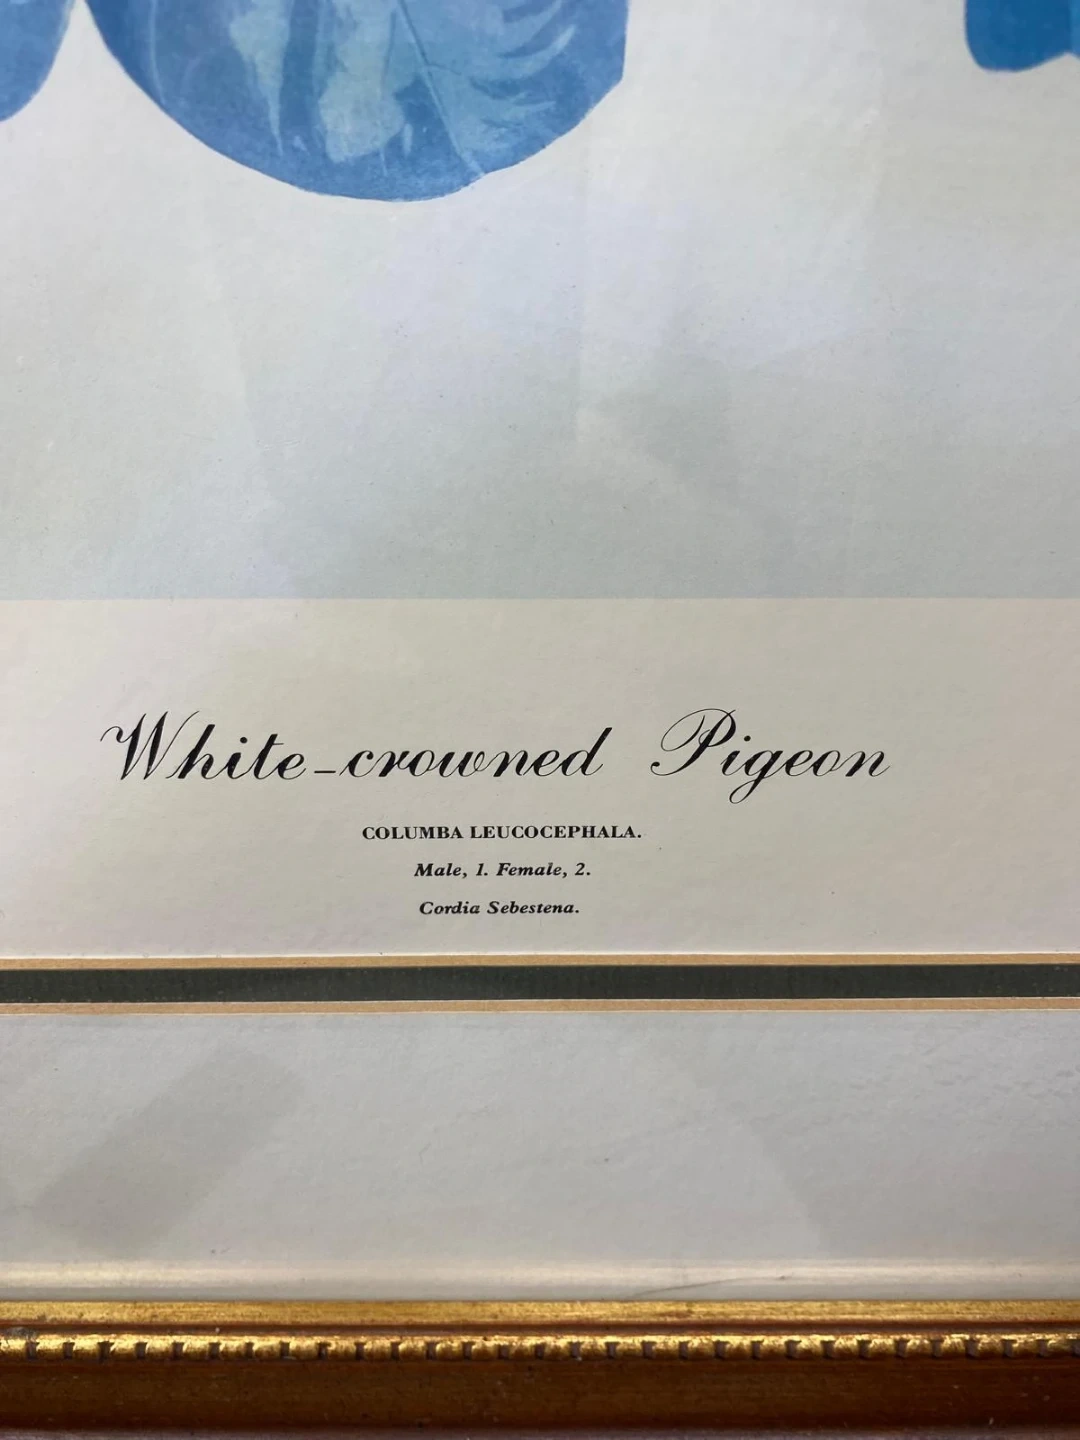 White-crowned Pigeon
COLUMBA LEUCOCEPHALA.
Male, 1. Female, 2.
Cordia Sebestena.